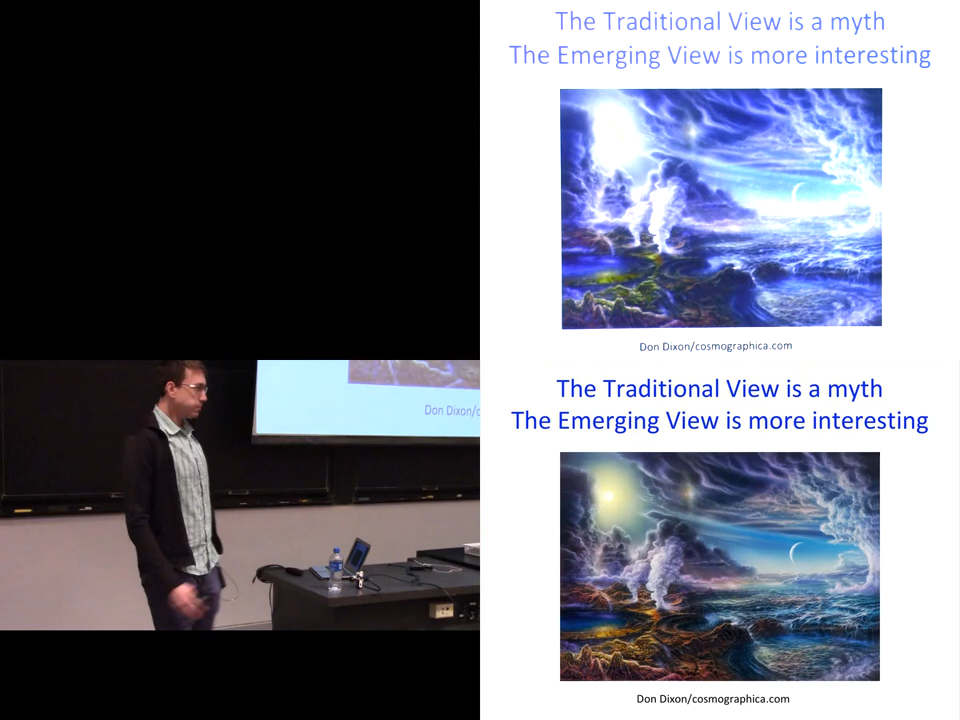 The Traditional View is a myth
The Emerging View is more interesting
Don Dixon/cosmographica.com
Don Dixon/c
The Traditional View is a myth
The Emerging View is more interesting
Don Dixon/cosmographica.com